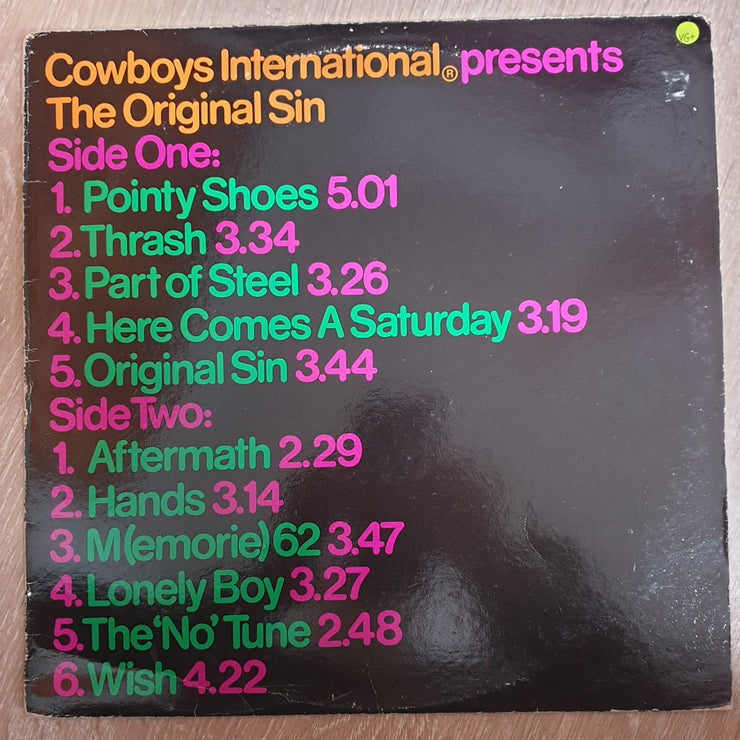 Cowboys International® presents
The Original Sin
Side One:
1. Pointy Shoes 5.01
2. Thrash 3.34
3. Part of Steel 3.26
4. Here Comes A Saturday 3.19
5. Original Sin 3.44
Side Two:
1. Aftermath 2.29
2. Hands 3.14
3. M(emorie) 62 3.47
4. Lonely Boy 3.27
5. The 'No' Tune 2.48
6. Wish 4.22
VG+